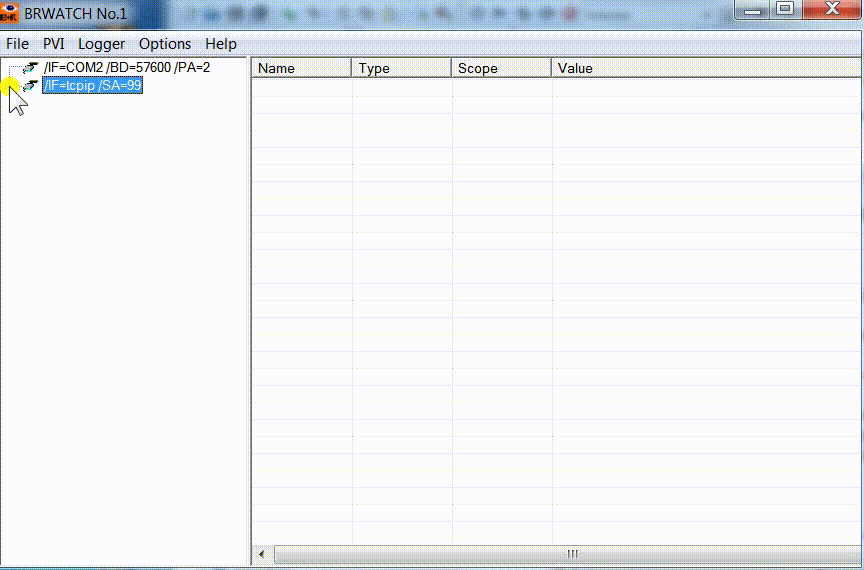 BRWATCH No.1
File PVI Logger Options Help
/IF=COM2 /BD=57600 /PA=2
/IF=tcpip /SA=99
Name Type Scope Value